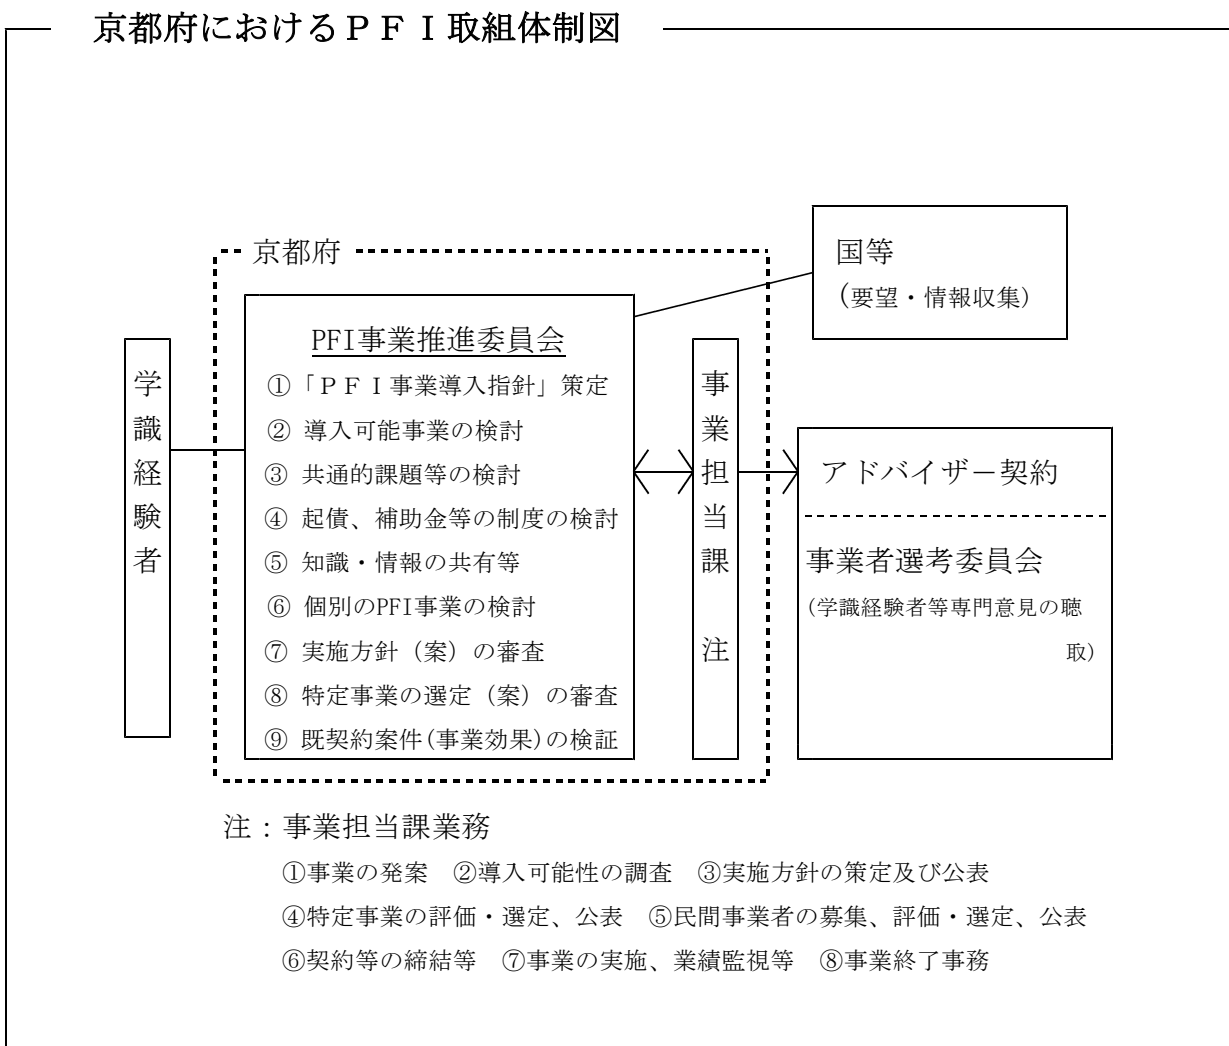 京都府におけるＰＦＩ取組体制図
京都府
国等
(要望・情報収集)
学識経験者
PFI事業推進委員会
①「ＰＦＩ事業導入指針」策定
② 導入可能事業の検討
③ 共通的課題等の検討
④ 起債、補助金等の制度の検討
⑤ 知識・情報の共有等
⑥ 個別のPFI事業の検討
⑦ 実施方針（案）の審査
⑧ 特定事業の選定（案）の審査
⑨ 既契約案件(事業効果)の検証
事業担当課 注
アドバイザー契約
事業者選考委員会
(学識経験者等専門意見の聴
取)
注：事業担当課業務
①事業の発案 ②導入可能性の調査 ③実施方針の策定及び公表
④特定事業の評価・選定、公表 ⑤民間事業者の募集、評価・選定、公表
⑥契約等の締結等 ⑦事業の実施、業績監視等 ⑧事業終了事務